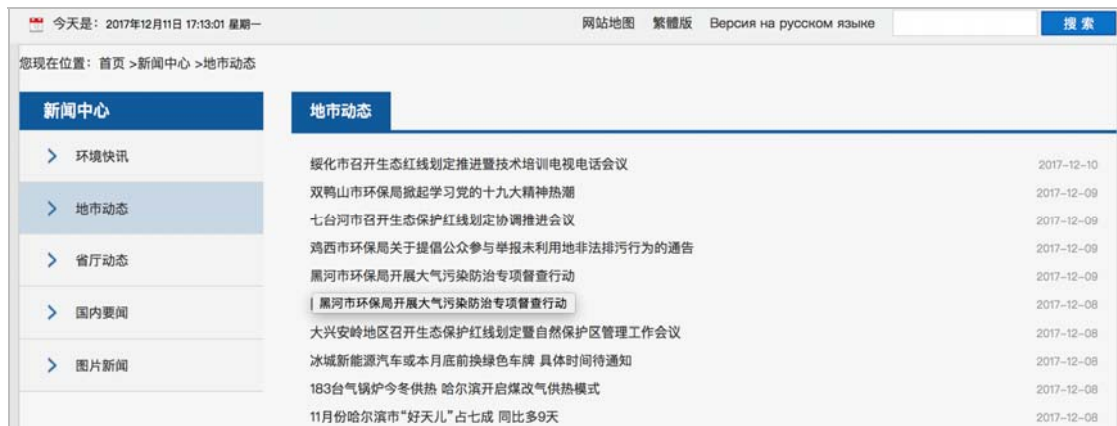 今天是：2017年12月11日 17:13:01 星期一 网站地图 繁體版 Версия на русском языке 搜索
您现在位置：首页 >新闻中心 >地市动态
新闻中心 地市动态
环境快讯
地市动态
省厅动态
国内要闻
图片新闻
绥化市召开生态红线划定推进暨技术培训电视电话会议 2017-12-10
双鸭山市环保局掀起学习党的十九大精神热潮 2017-12-09
七台河市召开生态保护红线划定协调推进会议 2017-12-09
鸡西市环保局关于提倡公众参与举报未利用地非法排污行为的通告 2017-12-09
黑河市环保局开展大气污染防治专项督查行动 2017-12-09
黑河市环保局开展大气污染防治专项督查行动 2017-12-08
大兴安岭地区召开生态保护红线划定暨自然保护区管理工作会议 2017-12-08
冰城新能源汽车或本月底前换绿色车牌 具体时间待通知 2017-12-08
183台气锅炉今冬供热 哈尔滨开启煤改气供热模式 2017-12-08
11月份哈尔滨市“好天儿”占七成 同比多9天 2017-12-08